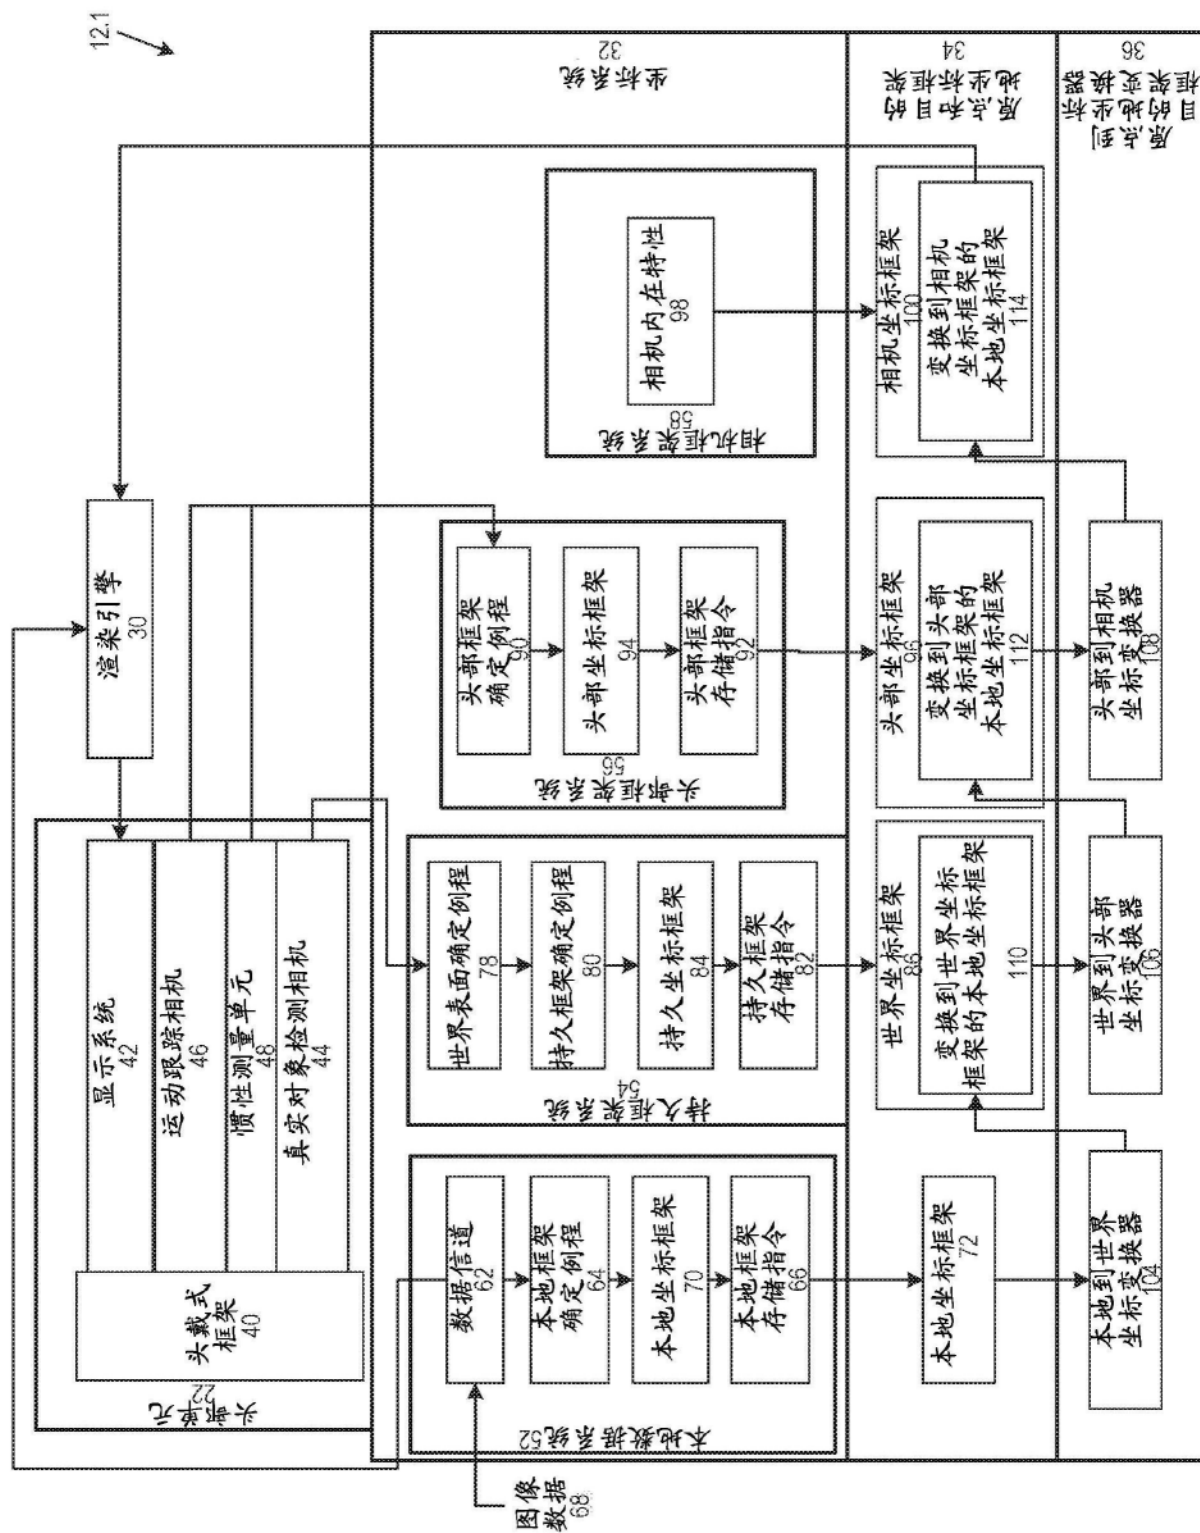 12.1
头部单元
22
头戴式
框架
40
显示系统
42
运动跟踪相机
46
惯性测量单元
48
真实对象检测相机
44
渲染引擎
30
坐标系统
32
图像
数据
68
本地数据系统
52
数据信道
62
本地框架
确定例程
64
本地坐标框架
70
本地框架
存储指令
66
持久框架系统
54
世界表面确定例程
78
持久框架确定例程
80
持久坐标框架
84
持久框架
存储指令
82
头部框架系统
56
头部框架
确定例程
90
头部坐标框架
94
头部框架
存储指令
92
相机框架系统
58
相机内在特性
98
原点和目的
地坐标框架
34
本地坐标框架
72
世界坐标框架
86
变换到世界坐标
框架的本地坐标框架
110
头部坐标框架
96
变换到头部
坐标框架的
本地坐标框架
112
相机坐标框架
100
变换到相机
坐标框架的
本地坐标框架
114
原点到
目的地坐标
框架变换器
36
本地到世界
坐标变换器
104
世界到头部
坐标变换器
106
头部到相机
坐标变换器
108